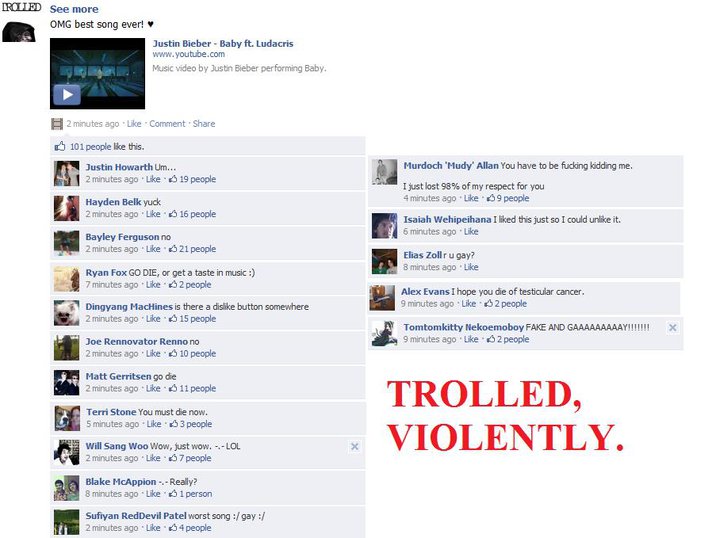 TROLLED
See more
OMG best song ever! ♥
Justin Bieber - Baby ft. Ludacris
www.youtube.com
Music video by Justin Bieber performing Baby.
2 minutes ago · Like · Comment · Share
101 people like this.
Justin Howarth Um...
2 minutes ago · Like · 19 people
Hayden Belk yuck
2 minutes ago · Like · 16 people
Bayley Ferguson no
2 minutes ago · Like · 21 people
Ryan Fox GO DIE, or get a taste in music :)
7 minutes ago · Like · 2 people
Dingyang MacHines is there a dislike button somewhere
2 minutes ago · Like · 15 people
Joe Rennovator Renno no
2 minutes ago · Like · 10 people
Matt Gerritsen go die
2 minutes ago · Like · 11 people
Terri Stone You must die now.
5 minutes ago · Like · 3 people
Will Sang Woo Wow, just wow. -.- LOL
2 minutes ago · Like · 7 people
Blake McAppion -.- Really?
8 minutes ago · Like · 1 person
Sufiyan RedDevil Patel worst song :/ gay :/
2 minutes ago · Like · 4 people
Murdoch 'Mudy' Allan You have to be fucking kidding me.
I just lost 98% of my respect for you
4 minutes ago · Like · 9 people
Isaiah Wehipeihana I liked this just so I could unlike it.
6 minutes ago · Like
Elias Zoll r u gay?
8 minutes ago · Like
Alex Evans I hope you die of testicular cancer.
9 minutes ago · Like · 2 people
Tomtomkitty Nekoemoboy FAKE AND GAAAAAAAAAY!!!!!!!
9 minutes ago · Like · 2 people
TROLLED,
VIOLENTLY.